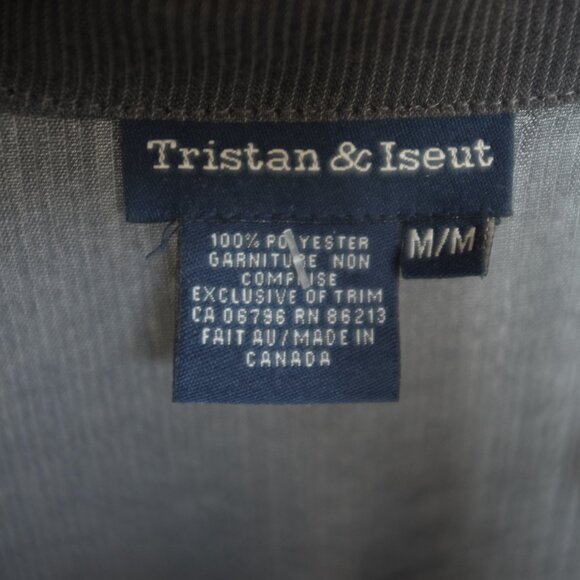 Tristan & Iseut
M/M
100% POLYESTER
GARNITURE NON
COMPRISE
EXCLUSIVE OF TRIM
CA 06796 RN 86213
FAIT AU/MADE IN
CANADA